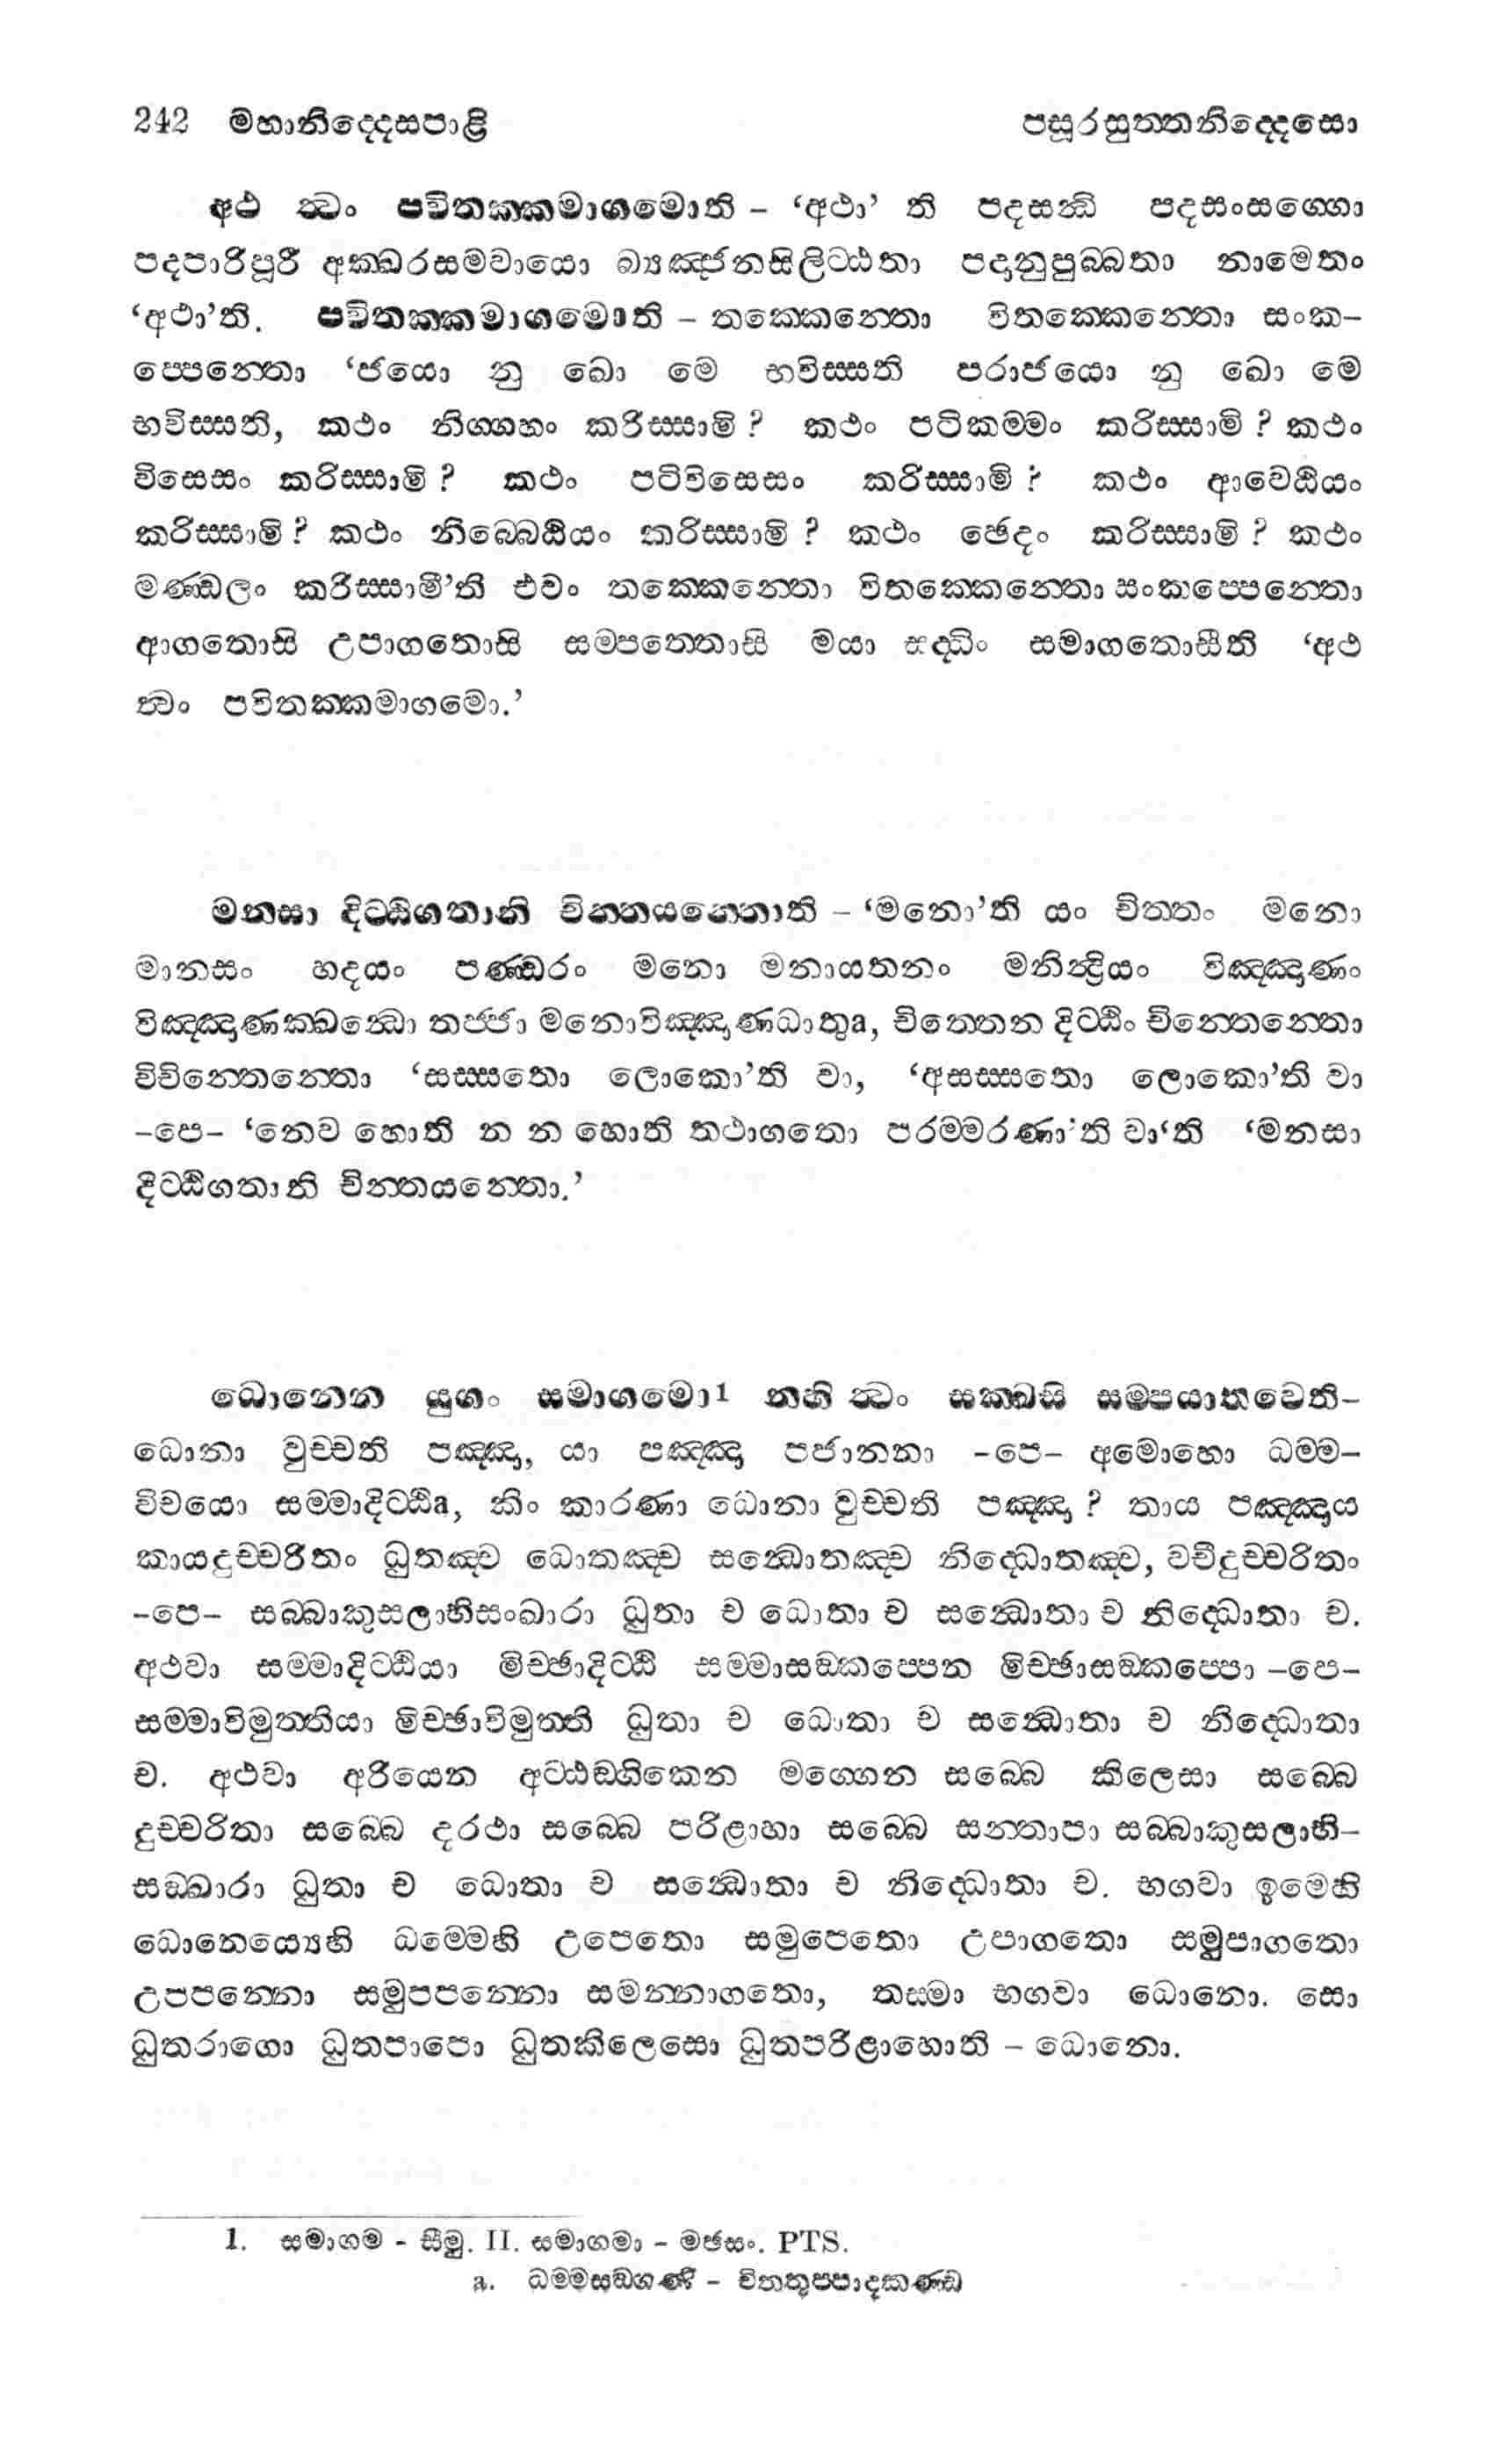 242 මහානිද්දෙසපාළි පසූරසුත්තනිද්දෙසො
අථ ත්වං පවිතක්කමාගමොති – ‘අථා’ ති පදසන්ධි පදසංසග්ගො
පදපාරිපූරී අක්ඛරසමවායො බ්‍යඤ්ජනසිලිට්ඨතා පදානුපුබ්බතා නාමෙතං
‘අථා’ති. පවිතක්කමාගමොති – තක්කෙන්තො විතක්කෙන්තො සංක–
ප්පෙන්තො ‘ජයො නු ඛො මෙ භවිස්සති පරාජයො නු ඛො මෙ
භවිස්සති, කථං නිග්ගහං කරිස්සාමි? කථං පටිකම්මං කරිස්සාමි? කථං
විසෙසං කරිස්සාමි? කථං පටිවිසෙසං කරිස්සාමි? කථං ආවෙඨියං
කරිස්සාමි? කථං නිබ්බෙඨියං කරිස්සාමි? කථං ඡෙදං කරිස්සාමි? කථං
මණ්ඩලං කරිස්සාමී’ති එවං තක්කෙන්තො විතක්කෙන්තො සංකප්පෙන්තො
ආගතොසි උපාගතොසි සම්පත්තොසි මයා සද්ධිං සමාගතොසීති ‘අථ
ත්වං පවිතක්කමාගමො.’
මනසා දිට්ඨිගතානි චින්තයන්තොති – ‘මනො’ති යං චිත්තං මනො
මානසං හදයං පණ්ඩරං මනො මනායතනං මනින්ද්‍රියං විඤ්ඤාණං
විඤ්ඤාණක්ඛන්ධො තජ්ජා මනොවිඤ්ඤාණධාතුa, චිත්තෙන දිට්ඨිං චින්තෙන්තො
විචින්තෙන්තො ‘සස්සතො ලොකො’ති වා, ‘අසස්සතො ලොකො’ති වා
–පෙ– ‘නෙව හොති න න හොති තථාගතො පරම්මරණා’ති වා‘ති ‘මනසා
දිට්ඨිගතානි චින්තයන්තො.’
ධොනෙන යුගං සමාගමො1 නහි ත්වං සක්ඛසි සම්පයාතවෙති–
ධොනා වුච්චති පඤ්ඤා, යා පඤ්ඤා පජානනා –පෙ– අමොහො ධම්ම–
විචයො සම්මාදිට්ඨිa, කිං කාරණා ධොනා වුච්චති පඤ්ඤා? තාය පඤ්ඤාය
කායදුච්චරිතං ධුතඤ්ච ධොතඤ්ච සන්ධොතඤ්ච නිද්ධොතඤ්ච, වචීදුච්චරිතං
–පෙ– සබ්බාකුසලාභිසංඛාරා ධුතා ච ධොතා ච සන්ධොතා ච නිද්ධොතා ච.
අථවා සම්මාදිට්ඨියා මිච්ඡාදිට්ඨි සම්මාසඞ්කප්පෙන මිච්ඡාසඞ්කප්පො –පෙ–
සම්මාවිමුත්තියා මිච්ඡාවිමුත්ති ධුතා ච ධොතා ච සන්ධොතා ච නිද්ධොතා
ච. අථවා අරියෙන අට්ඨඞ්ගිකෙන මග්ගෙන සබ්බෙ කිලෙසා සබ්බෙ
දුච්චරිතා සබ්බෙ දරථා සබ්බෙ පරිළාහා සබ්බෙ සන්තාපා සබ්බාකුසලාභි–
සඞ්ඛාරා ධුතා ච ධොතා ච සන්ධොතා ච නිද්ධොතා ච. භගවා ඉමෙහි
ධොනෙය්‍යෙහි ධම්මෙහි උපෙතො සමුපෙතො උපාගතො සමුපාගතො
උපපන්නො සමුපපන්නො සමන්නාගතො, තස්මා භගවා ධොනො. සො
ධුතරාගො ධුතපාපො ධුතකිලෙසො ධුතපරිළාහොති – ධොනො.
1. සමාගම - සීමු. II. සමාගමා – මඡසං. PTS.
a. ධම්මසඞ්ගණි – චිත්තුප්පාදකණ්ඩ